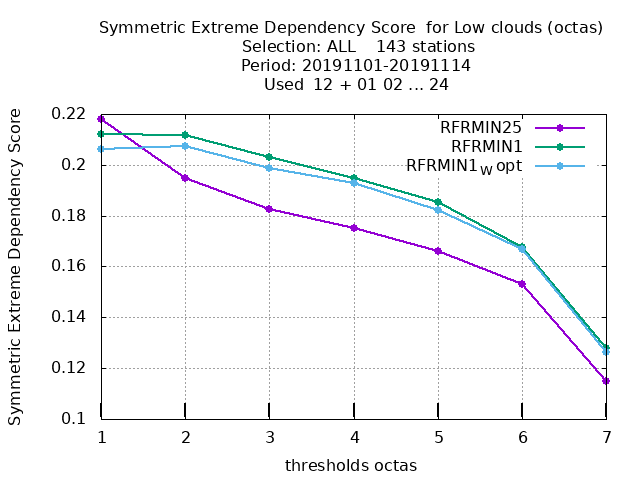 Symmetric Extreme Dependency Score  for Low clouds (octas)
Selection: ALL    143 stations
Period: 20191101-20191114
Used  12 + 01 02 ... 24
Symmetric Extreme Dependency Score
0.22
0.2
0.18
0.16
0.14
0.12
0.1
RFRMIN25
RFRMIN1
RFRMIN1W opt
1 2 3 4 5 6 7
thresholds octas